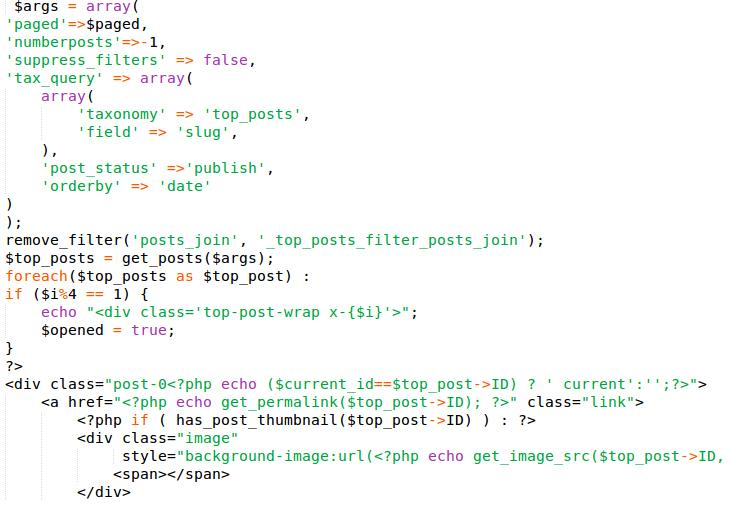 $args = array(
'paged'=>$paged,
'numberposts'=>-1,
'suppress_filters' => false,
'tax_query' => array(
    array(
        'taxonomy' => 'top_posts',
        'field' => 'slug',
    ),
    'post_status' =>'publish',
    'orderby' => 'date'
)
);
remove_filter('posts_join', '_top_posts_filter_posts_join');
$top_posts = get_posts($args);
foreach($top_posts as $top_post) :
if ($i%4 == 1) {
    echo "<div class='top-post-wrap x-{$i}'>";
    $opened = true;
}
?>
<div class="post-0<?php echo ($current_id==$top_post->ID) ? ' current':'';?>">
    <a href="<?php echo get_permalink($top_post->ID); ?>" class="link">
        <?php if ( has_post_thumbnail($top_post->ID) ) : ?>
        <div class="image"
             style="background-image:url(<?php echo get_image_src($top_post->ID,
            <span></span>
        </div>